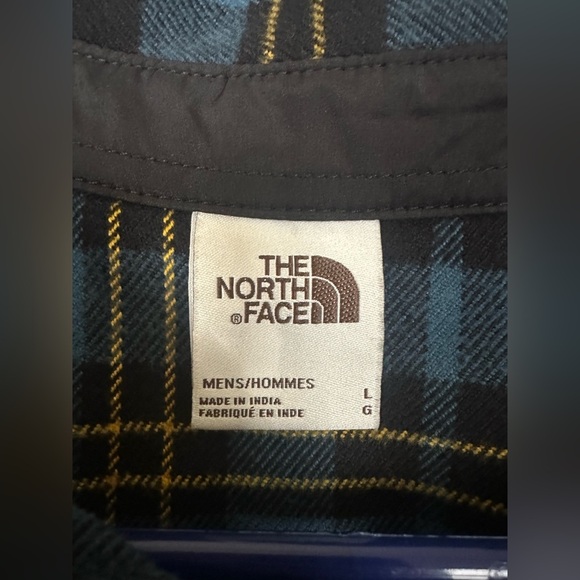 THE
NORTH
® FACE
MENS/HOMMES
MADE IN INDIA L
FABRIQUÉ EN INDE G